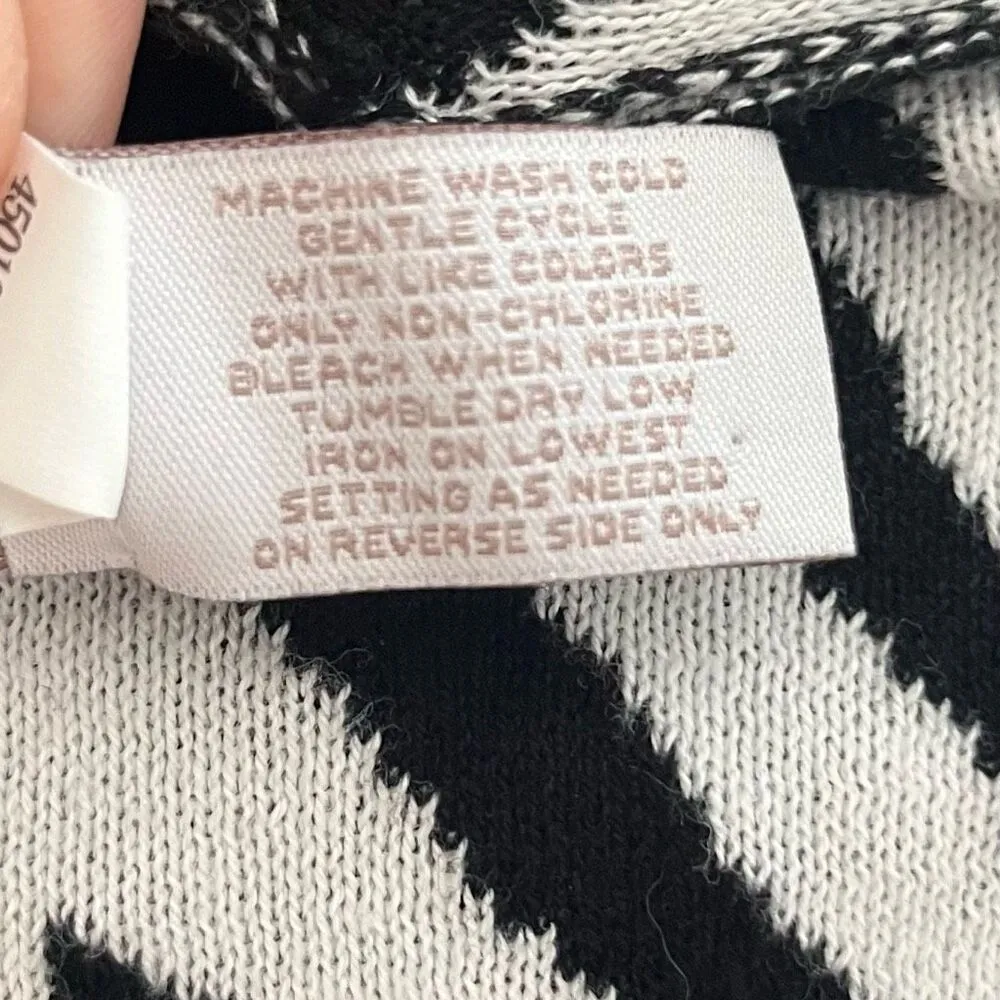 MACHINE WASH COLD
GENTLE CYCLE
WITH LIKE COLORS
ONLY NON-CHLORINE
BLEACH WHEN NEEDED
TUMBLE DRY LOW
IRON ON LOWEST
SETTING AS NEEDED
ON REVERSE SIDE ONLY